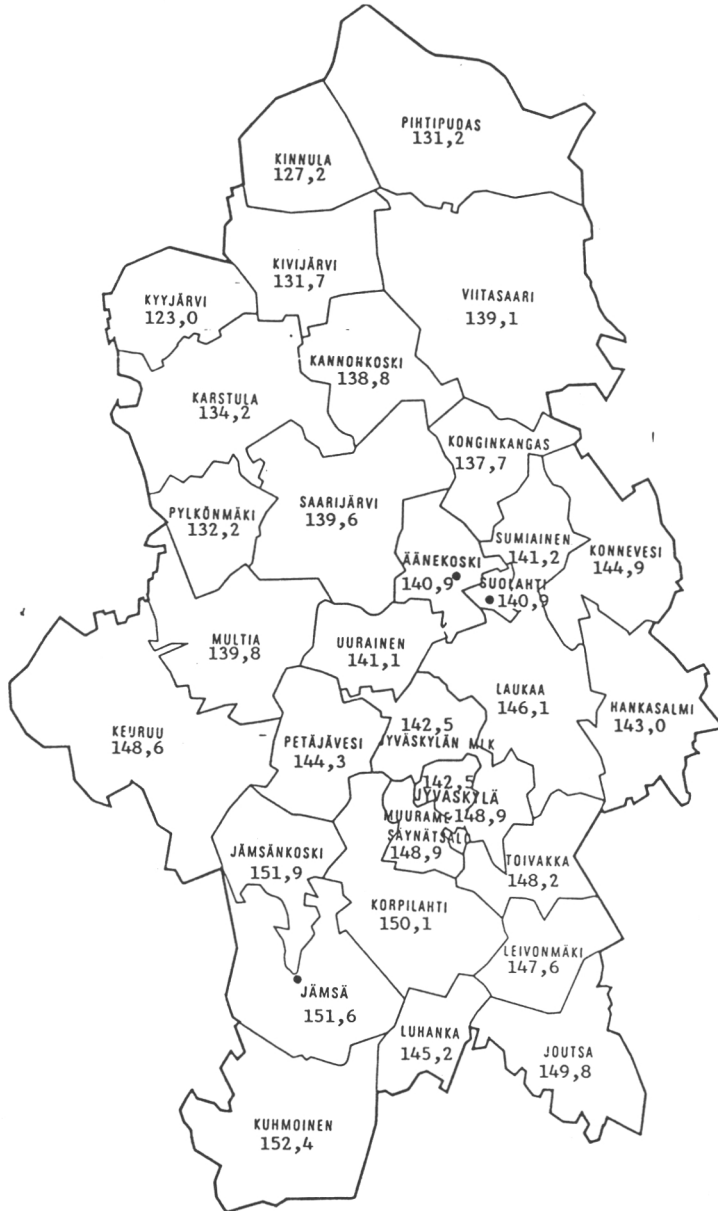 PIHTIPUDAS
131,2
KINNULA
127,2
KIVIJÄRVI
131,7
KYYJÄRVI
123,0
VIITASAARI
139,1
KANNONKOSKI
138,8
KARSTULA
134,2
KONGINKANGAS
137,7
PYLKÖNMÄKI
132,2
SAARIJÄRVI
139,6
SUMIAINEN
141,2
KONNEVESI
144,9
ÄÄNEKOSKI
140,9
SUOLAHTI
140,9
MULTIA
139,8
UURAINEN
141,1
LAUKAA
146,1
HANKASALMI
143,0
KEURUU
148,6
PETÄJÄVESI
144,3
142,5
JYVÄSKYLÄN MLK
142,5
JYVÄSKYLÄ
MUURAME
148,9
SÄYNÄTSALO
148,9
JÄMSÄNKOSKI
151,9
TOIVAKKA
148,2
KORPILAHTI
150,1
LEIVONMÄKI
147,6
JÄMSÄ
151,6
LUHANKA
145,2
JOUTSA
149,8
KUHMOINEN
152,4